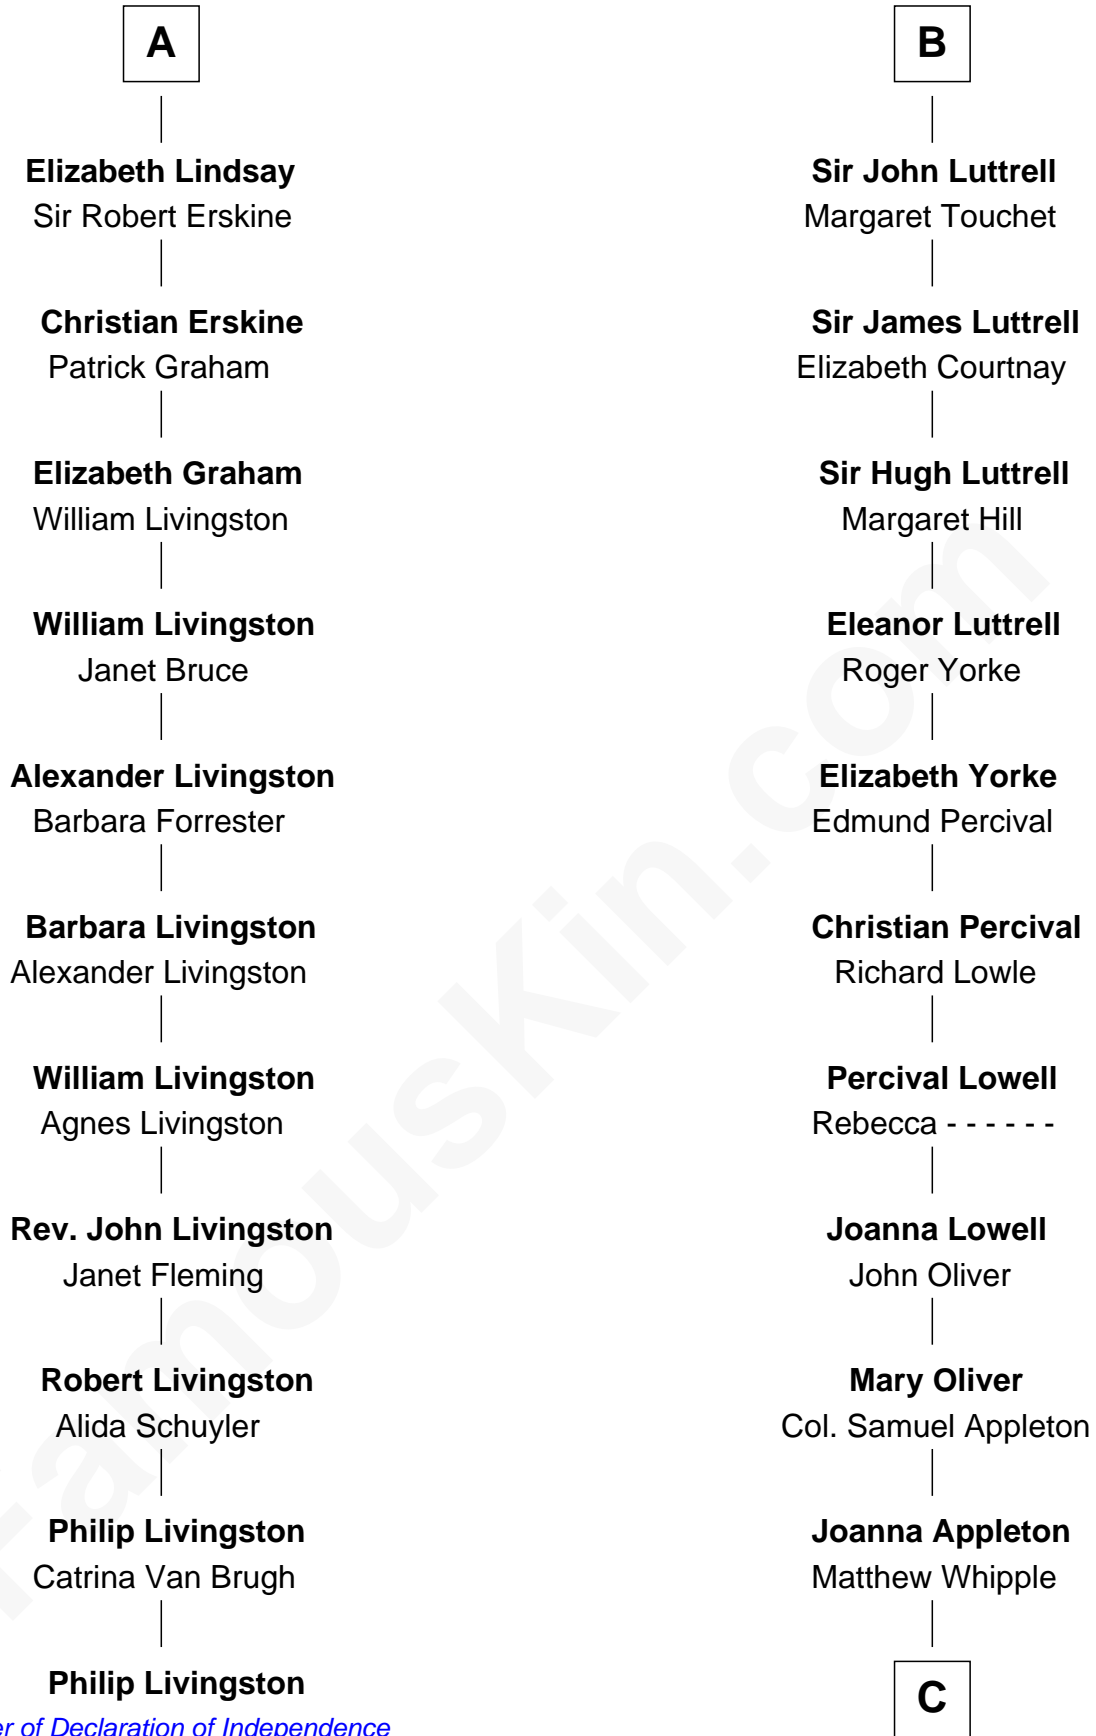 A
Elizabeth Lindsay
Sir Robert Erskine
Christian Erskine
Patrick Graham
Elizabeth Graham
William Livingston
William Livingston
Janet Bruce
Alexander Livingston
Barbara Forrester
Barbara Livingston
Alexander Livingston
William Livingston
Agnes Livingston
Rev. John Livingston
Janet Fleming
Robert Livingston
Alida Schuyler
Philip Livingston
Catrina Van Brugh
Philip Livingston
of Declaration of Independence
B
Sir John Luttrell
Margaret Touchet
Sir James Luttrell
Elizabeth Courtnay
Sir Hugh Luttrell
Margaret Hill
Eleanor Luttrell
Roger Yorke
Elizabeth Yorke
Edmund Percival
Christian Percival
Richard Lowle
Percival Lowell
Rebecca - - - - - -
Joanna Lowell
John Oliver
Mary Oliver
Col. Samuel Appleton
Joanna Appleton
Matthew Whipple
C
FamousKin.com